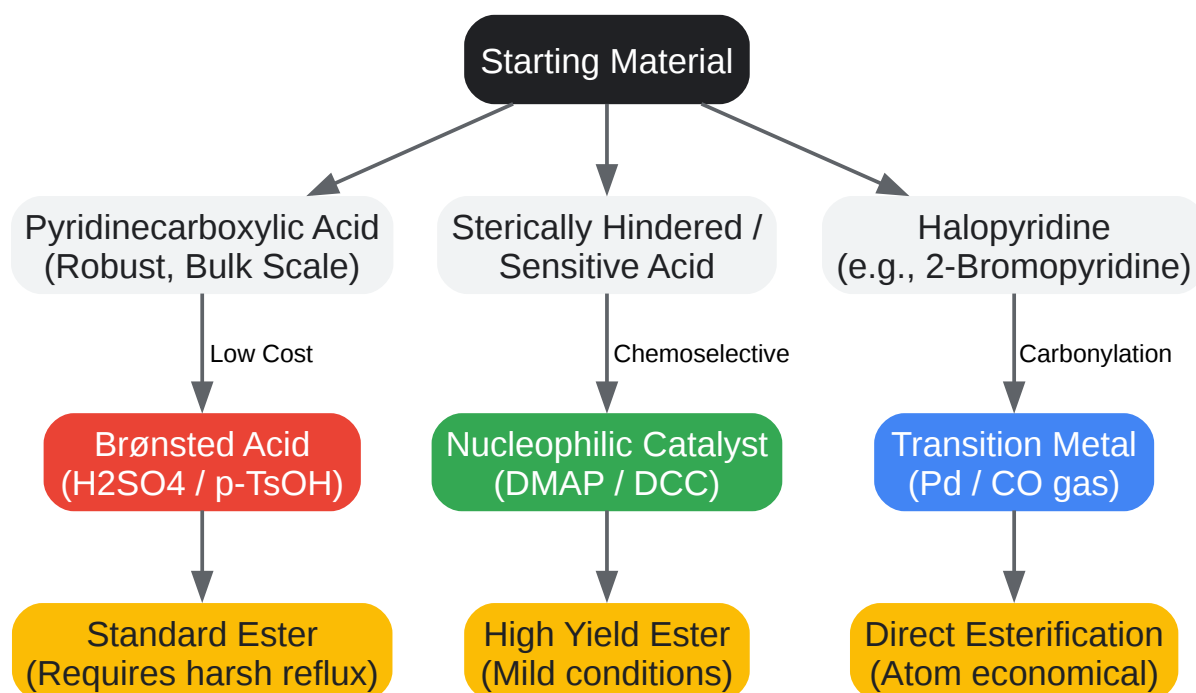 Starting Material
Pyridinecarboxylic Acid
(Robust, Bulk Scale)
Sterically Hindered /
Sensitive Acid
Halopyridine
(e.g., 2-Bromopyridine)
Low Cost
Chemoselective
Carbonylation
Brønsted Acid
(H2SO4 / p-TsOH)
Nucleophilic Catalyst
(DMAP / DCC)
Transition Metal
(Pd / CO gas)
Standard Ester
(Requires harsh reflux)
High Yield Ester
(Mild conditions)
Direct Esterification
(Atom economical)